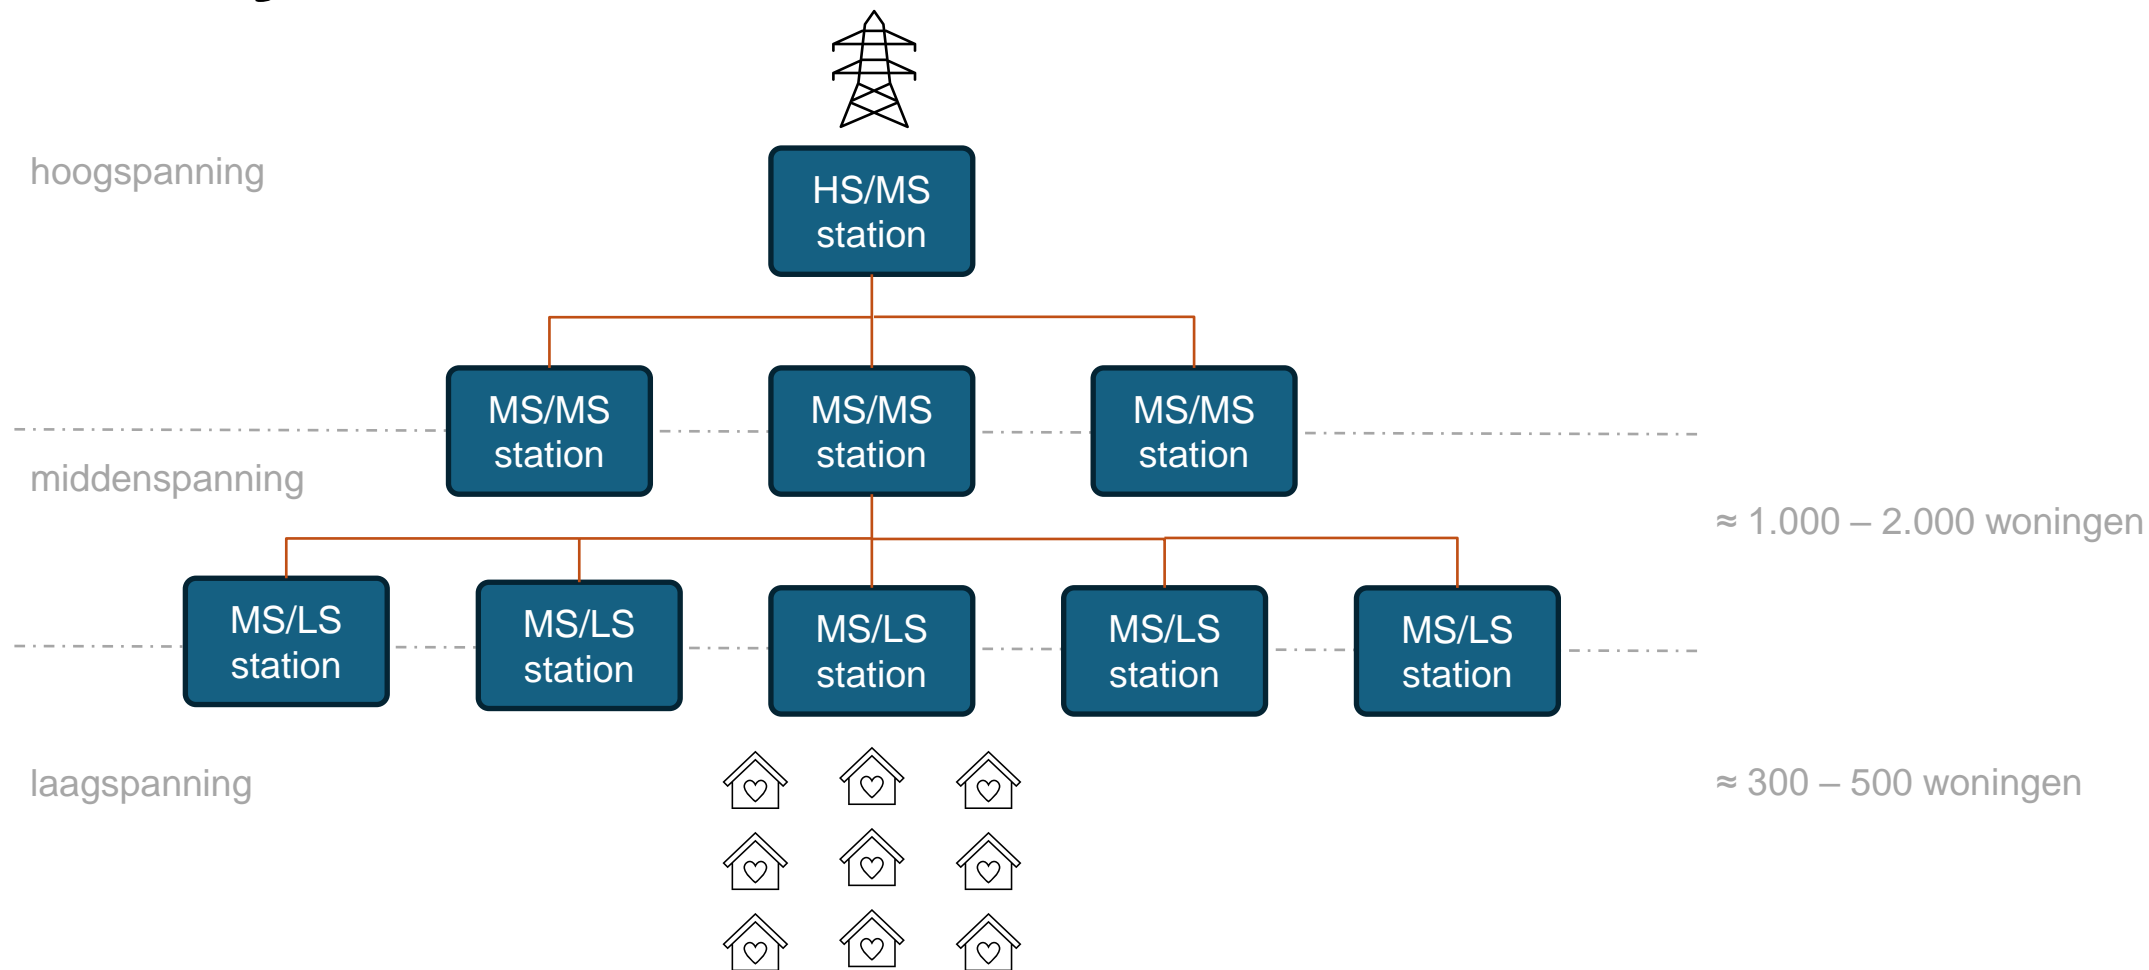 hoogspanning
HS/MS
station
MS/MS
station
MS/MS
station
MS/MS
station
middenspanning
≈ 1.000 – 2.000 woningen
MS/LS
station
MS/LS
station
MS/LS
station
MS/LS
station
MS/LS
station
laagspanning
≈ 300 – 500 woningen